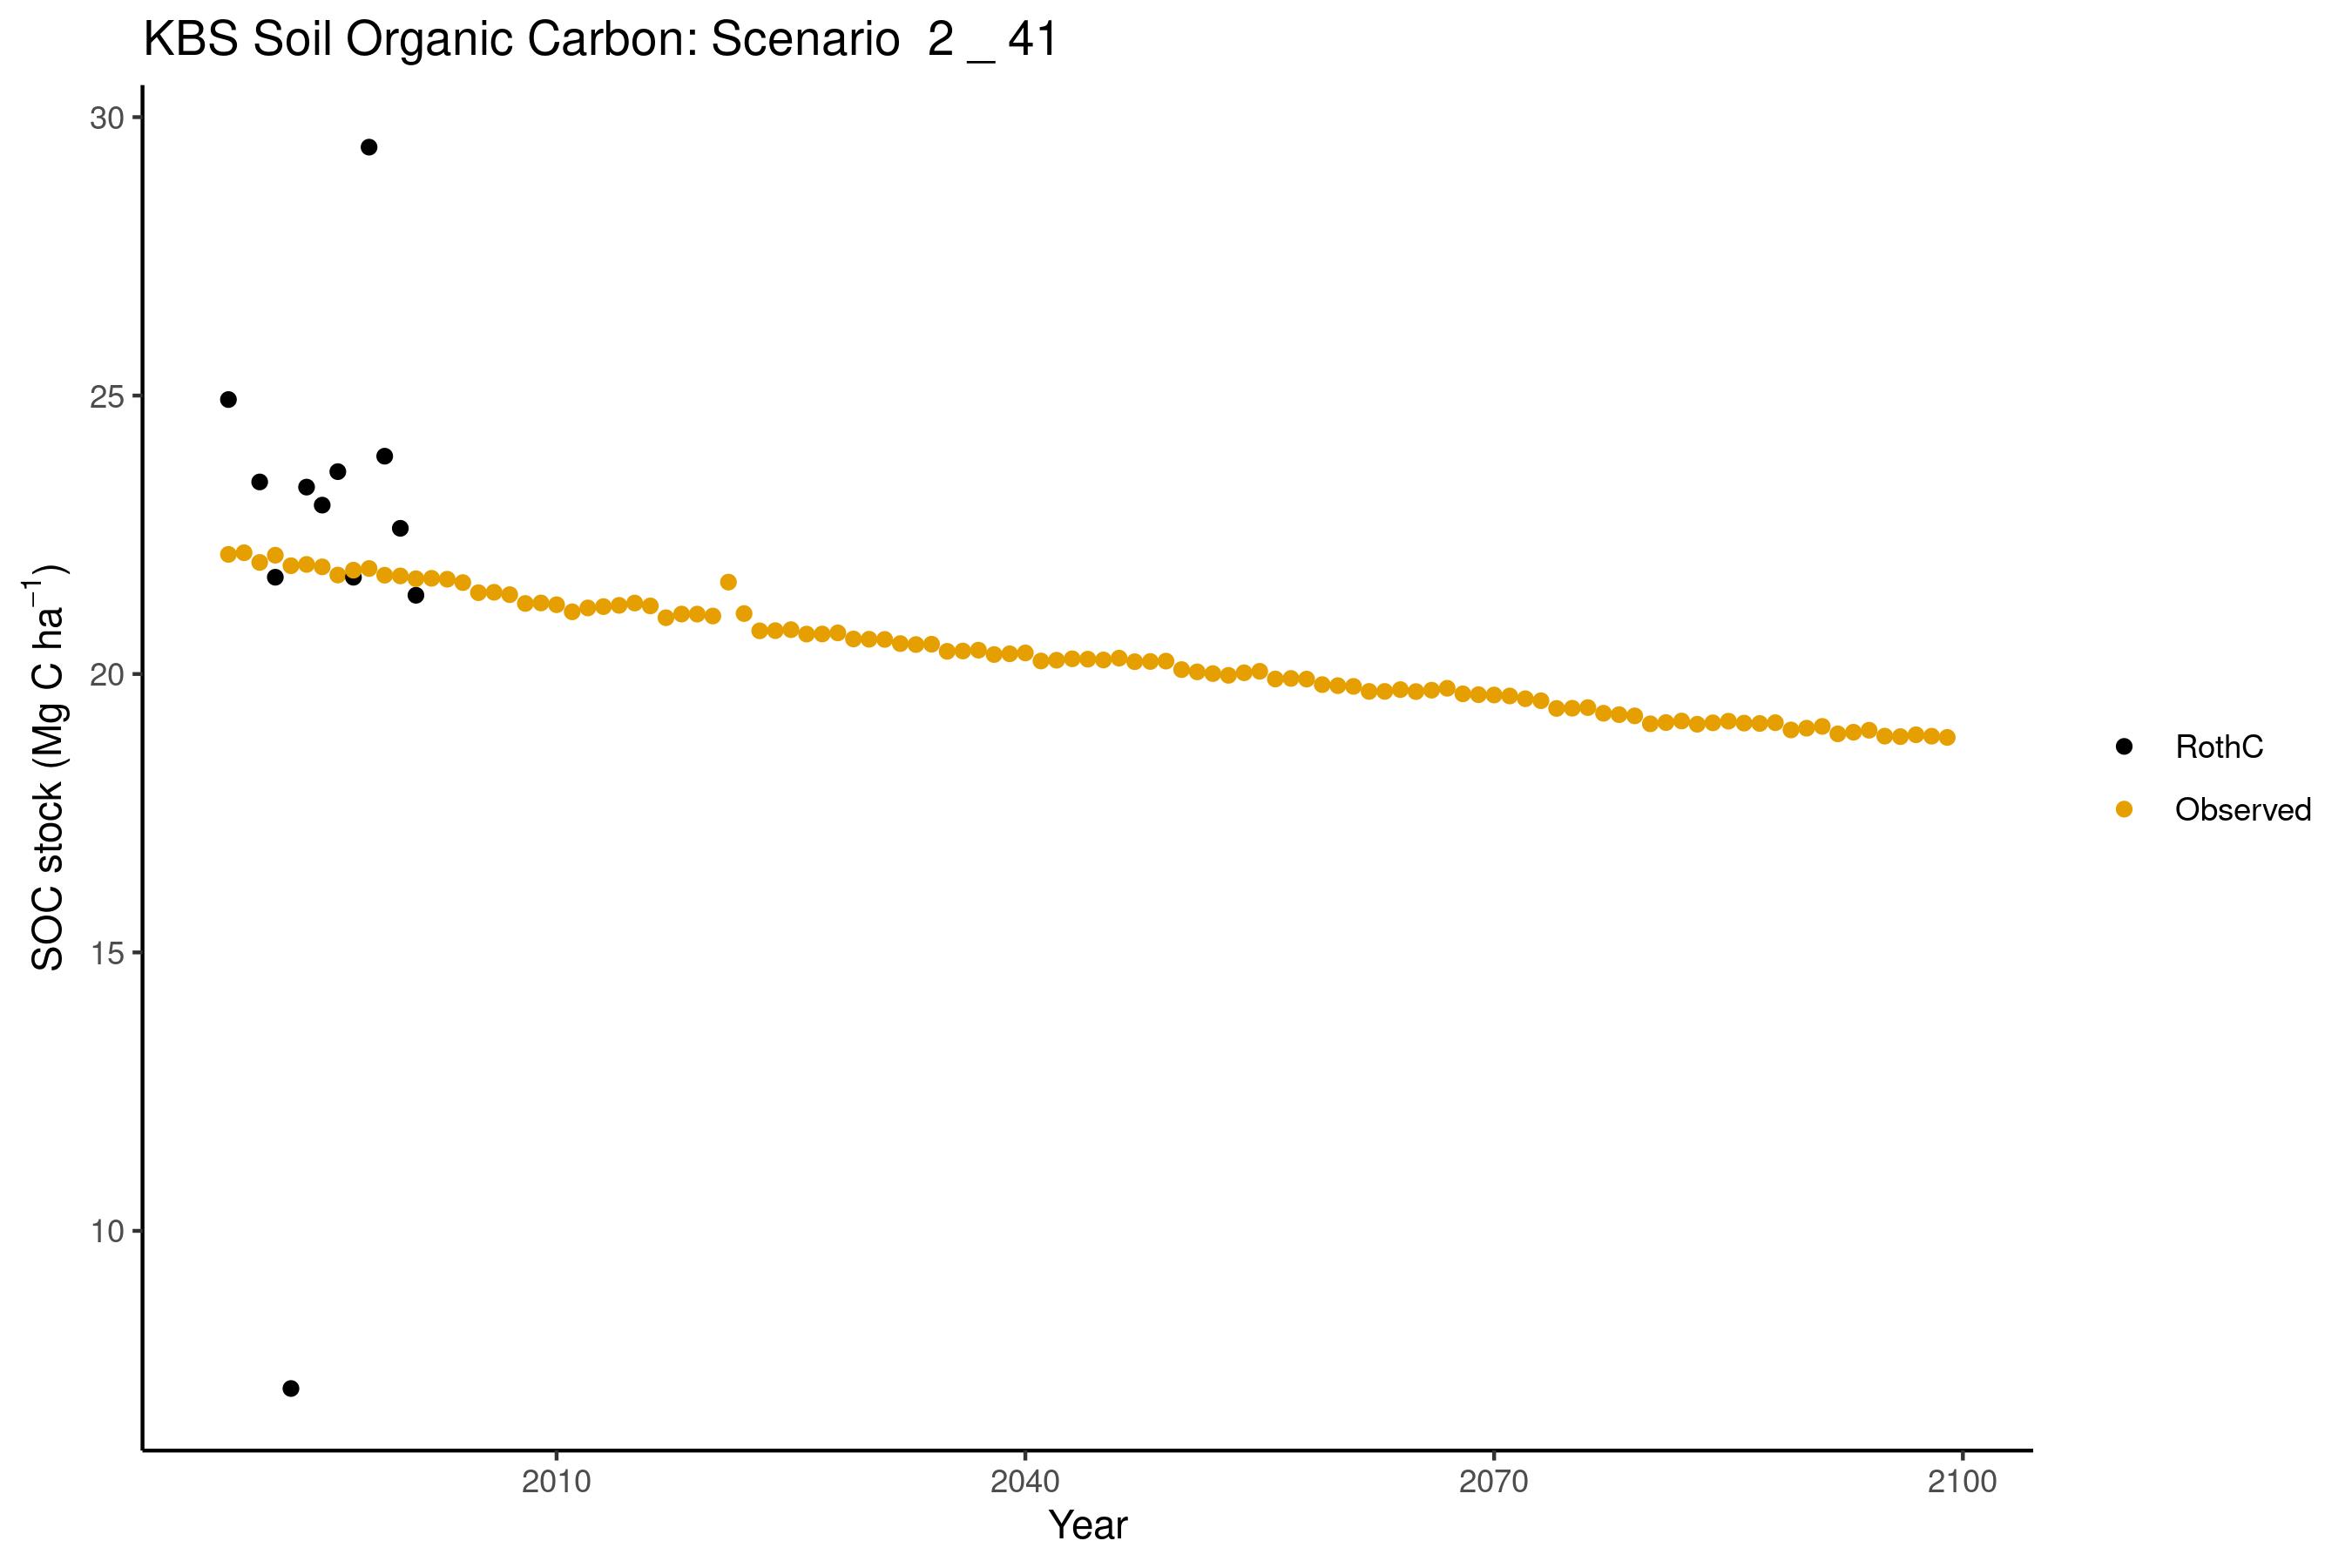 KBS Soil Organic Carbon: Scenario  2 _ 41
30
25
20
15
10
SOC stock (Mg C ha⁻¹)
2010 2040 2070 2100
Year
RothC
Observed